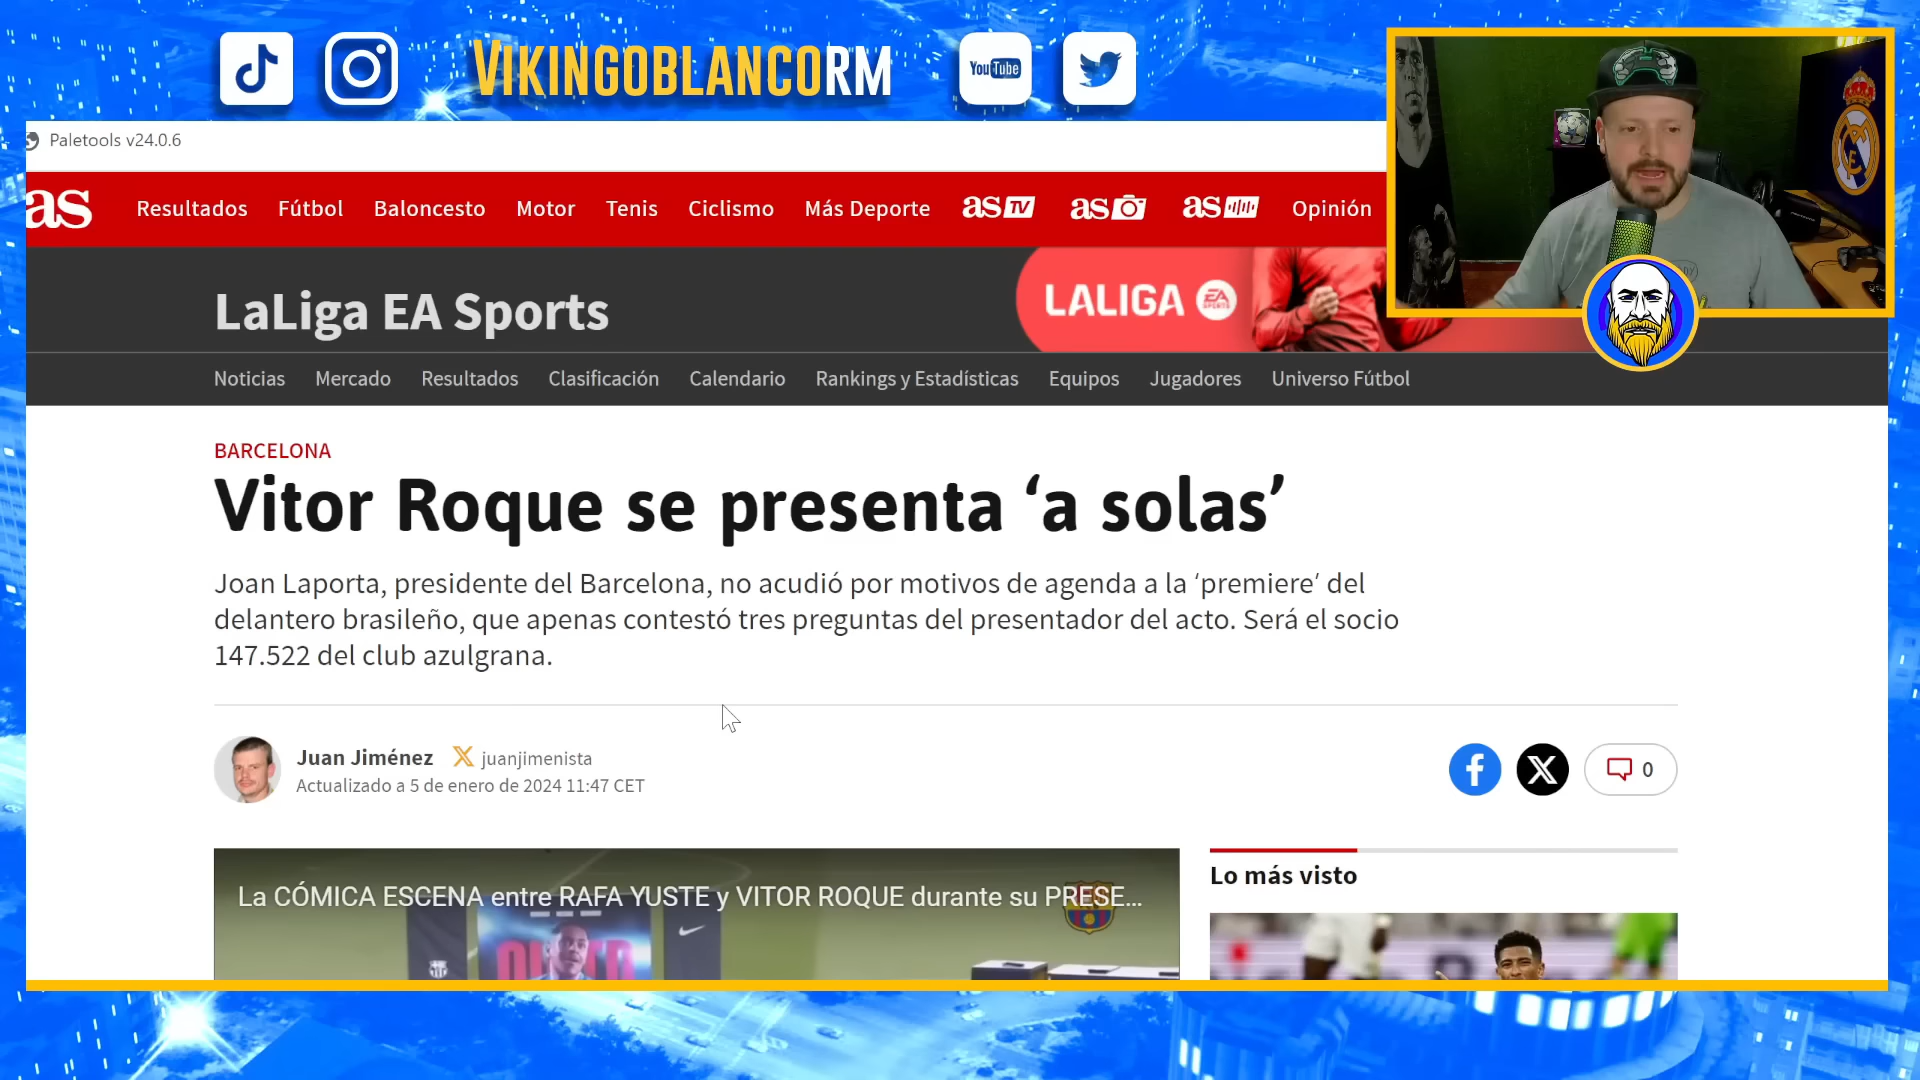 VIKINGOBLANCORM
YouTube
Paletools v24.0.6
as
Resultados
Fútbol
Baloncesto
Motor
Tenis
Ciclismo
Más Deporte
as TV
as
as
Opinión
LaLiga EA Sports
LALIGA
EA SPORTS
Noticias
Mercado
Resultados
Clasificación
Calendario
Rankings y Estadísticas
Equipos
Jugadores
Universo Fútbol
BARCELONA
Vitor Roque se presenta ‘a solas’
Joan Laporta, presidente del Barcelona, no acudió por motivos de agenda a la ‘premiere’ del
delantero brasileño, que apenas contestó tres preguntas del presentador del acto. Será el socio
147.522 del club azulgrana.
Juan Jiménez
juanjimenista
Actualizado a 5 de enero de 2024 11:47 CET
0
La CÓMICA ESCENA entre RAFA YUSTE y VITOR ROQUE durante su PRESE...
Lo más visto